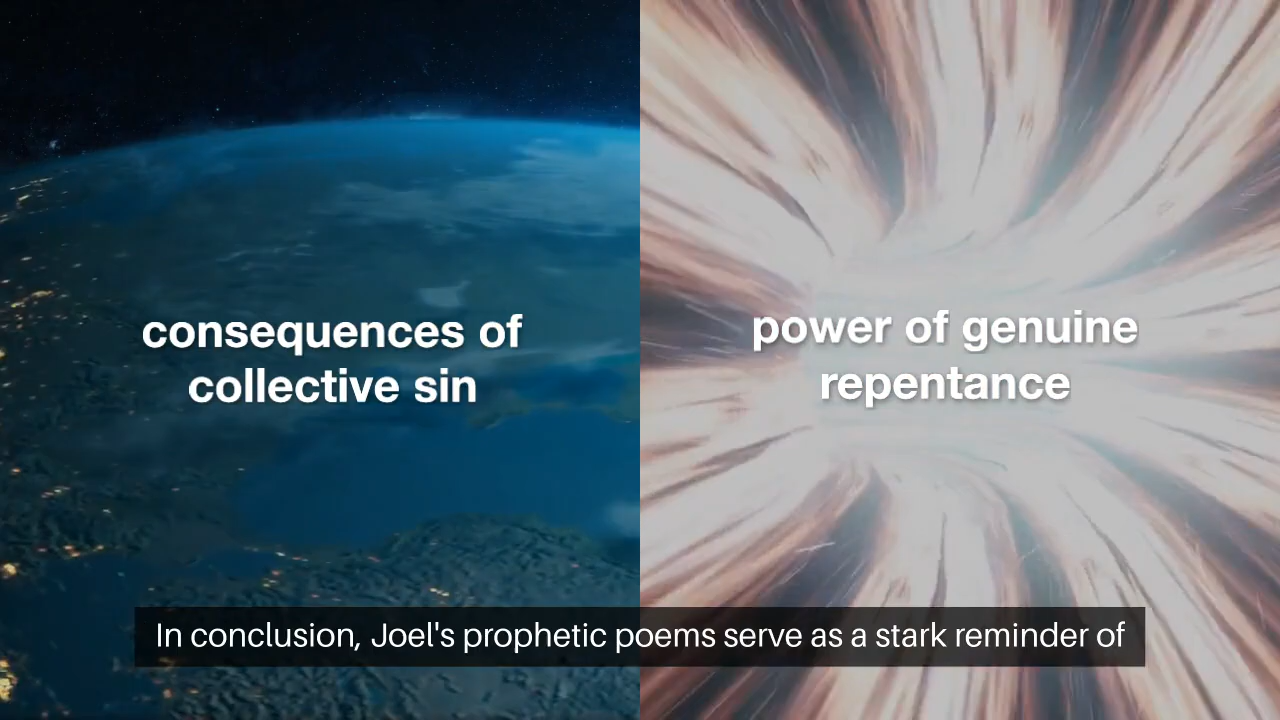 consequences of
collective sin
power of genuine
repentance
In conclusion, Joel's prophetic poems serve as a stark reminder of